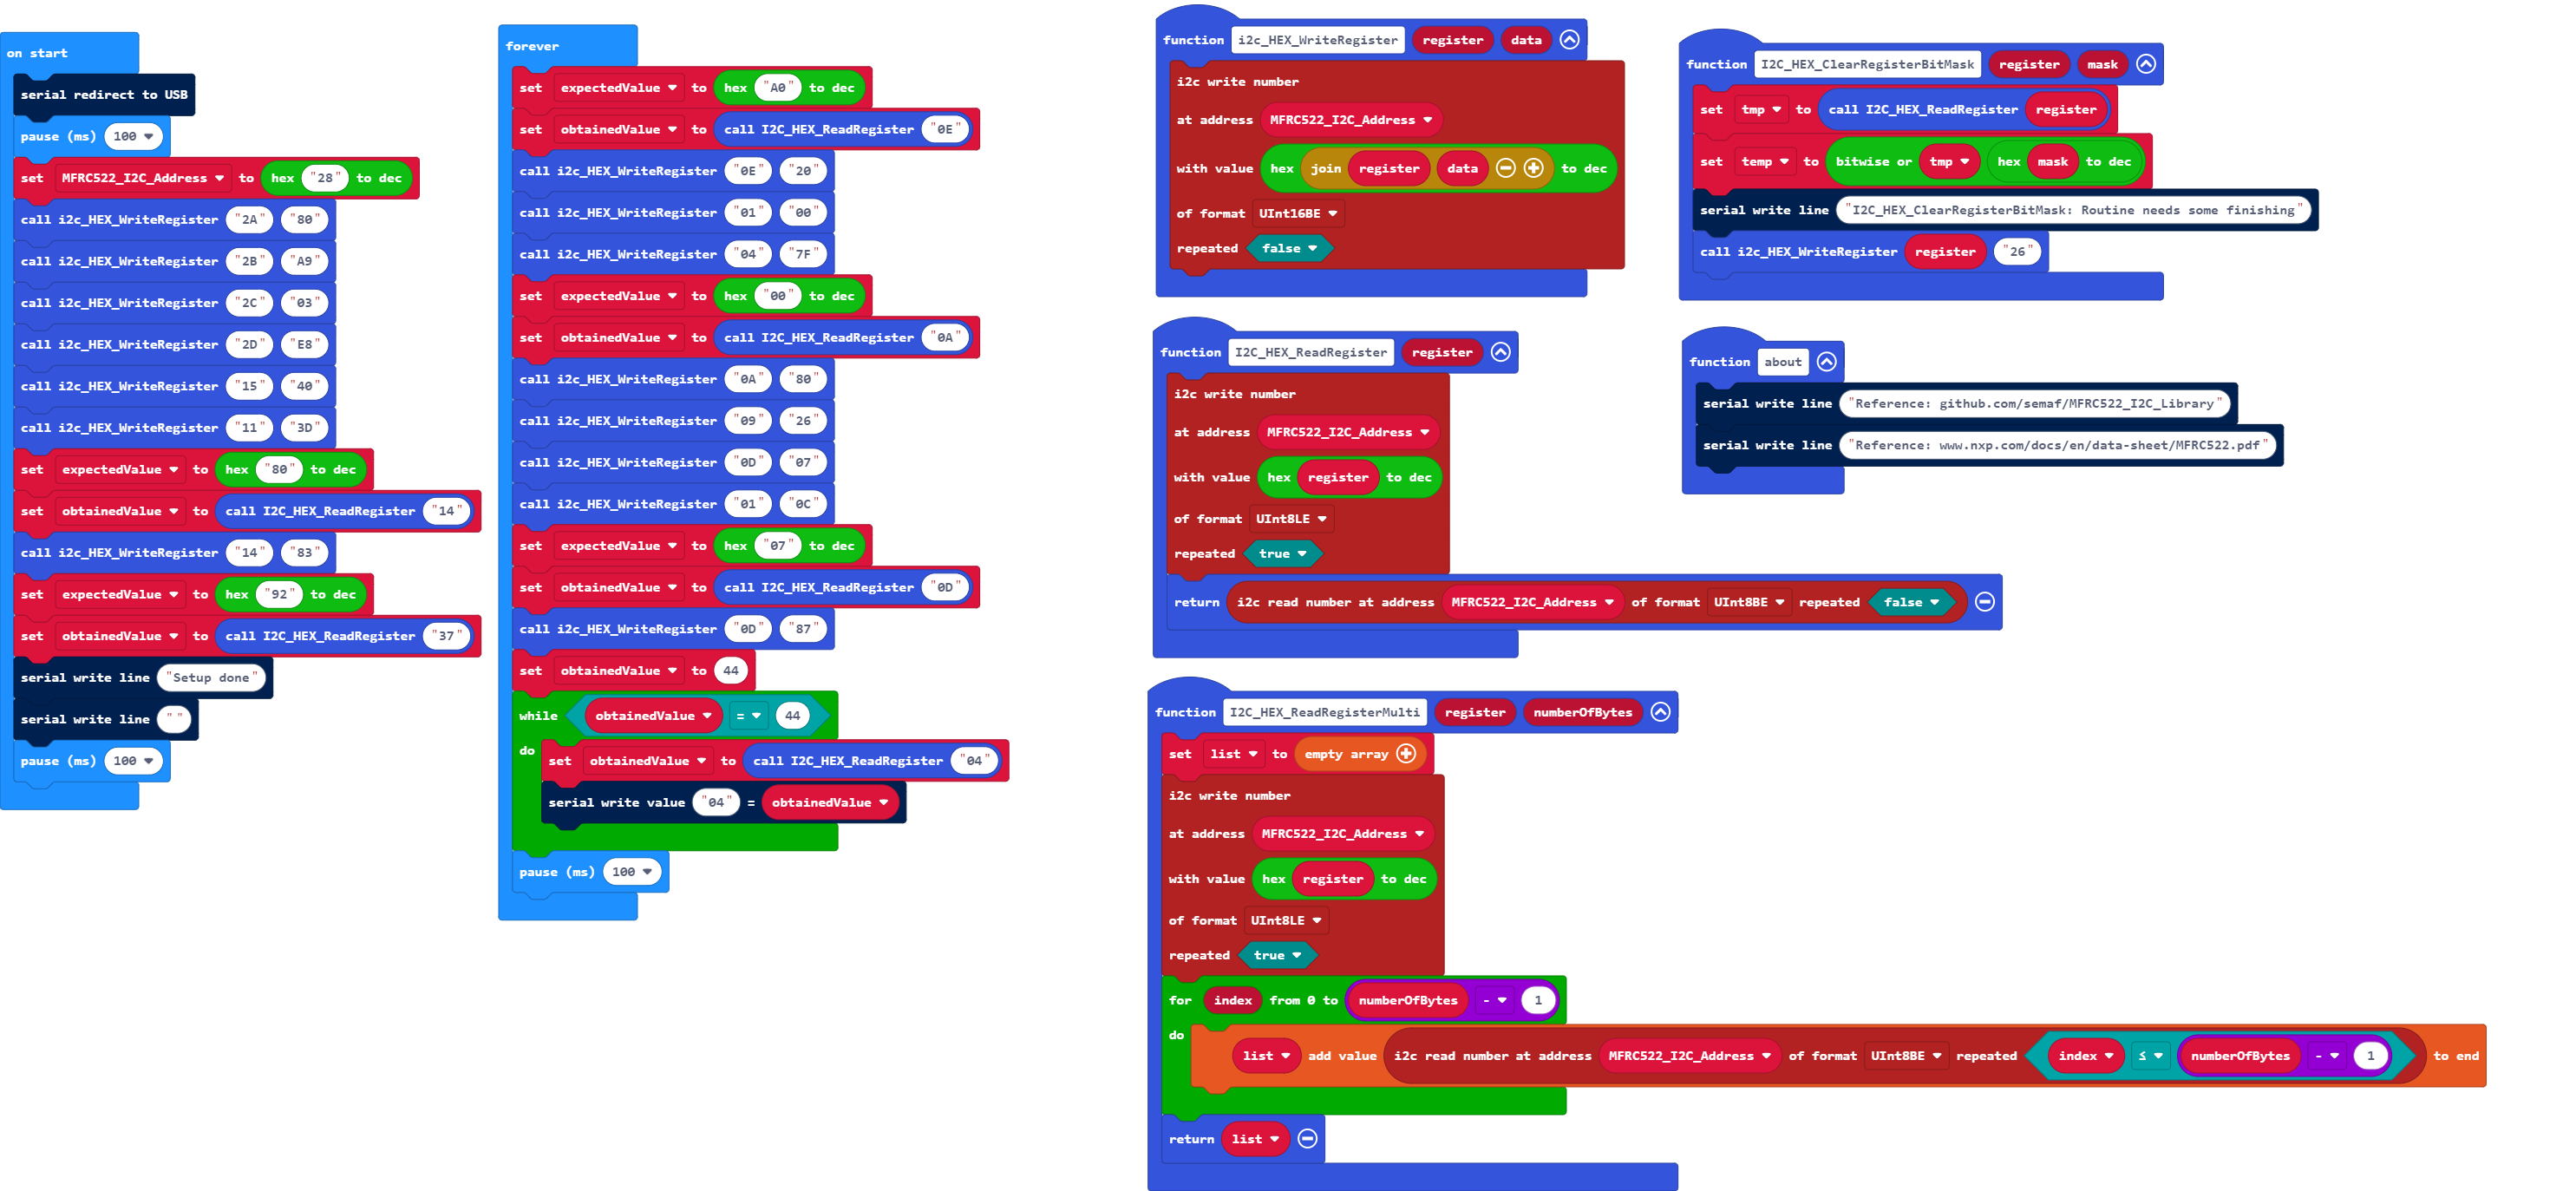 on start
serial redirect to USB
pause (ms) 100
set MFRC522_I2C_Address to hex "28" to dec
call i2c_HEX_WriteRegister "2A" "80"
call i2c_HEX_WriteRegister "2B" "A9"
call i2c_HEX_WriteRegister "2C" "03"
call i2c_HEX_WriteRegister "2D" "E8"
call i2c_HEX_WriteRegister "15" "40"
call i2c_HEX_WriteRegister "11" "3D"
set expectedValue to hex "80" to dec
set obtainedValue to call I2C_HEX_ReadRegister "14"
call i2c_HEX_WriteRegister "14" "83"
set expectedValue to hex "92" to dec
set obtainedValue to call I2C_HEX_ReadRegister "37"
serial write line "Setup done"
serial write line " "
pause (ms) 100
forever
set expectedValue to hex "A0" to dec
set obtainedValue to call I2C_HEX_ReadRegister "0E"
call i2c_HEX_WriteRegister "0E" "20"
call i2c_HEX_WriteRegister "01" "00"
call i2c_HEX_WriteRegister "04" "7F"
set expectedValue to hex "00" to dec
set obtainedValue to call I2C_HEX_ReadRegister "0A"
call i2c_HEX_WriteRegister "0A" "80"
call i2c_HEX_WriteRegister "09" "26"
call i2c_HEX_WriteRegister "0D" "07"
call i2c_HEX_WriteRegister "01" "0C"
set expectedValue to hex "07" to dec
set obtainedValue to call I2C_HEX_ReadRegister "0D"
call i2c_HEX_WriteRegister "0D" "87"
set obtainedValue to 44
while obtainedValue = 44
do
set obtainedValue to call I2C_HEX_ReadRegister "04"
serial write value "04" = obtainedValue
pause (ms) 100
function i2c_HEX_WriteRegister register data
i2c write number
at address MFRC522_I2C_Address
with value hex join register data to dec
of format UInt16BE
repeated false
function I2C_HEX_ReadRegister register
i2c write number
at address MFRC522_I2C_Address
with value hex register to dec
of format UInt8LE
repeated true
return i2c read number at address MFRC522_I2C_Address of format UInt8BE repeated false
function I2C_HEX_ReadRegisterMulti register numberOfBytes
set list to empty array
i2c write number
at address MFRC522_I2C_Address
with value hex register to dec
of format UInt8LE
repeated true
for index from 0 to numberOfBytes - 1
do
list add value i2c read number at address MFRC522_I2C_Address of format UInt8BE repeated index ≤ numberOfBytes - 1 to end
return list
function I2C_HEX_ClearRegisterBitMask register mask
set tmp to call I2C_HEX_ReadRegister register
set temp to bitwise or tmp hex mask to dec
serial write line "I2C_HEX_ClearRegisterBitMask: Routine needs some finishing"
call i2c_HEX_WriteRegister register "26"
function about
serial write line "Reference: github.com/semaf/MFRC522_I2C_Library"
serial write line "Reference: www.nxp.com/docs/en/data-sheet/MFRC522.pdf"